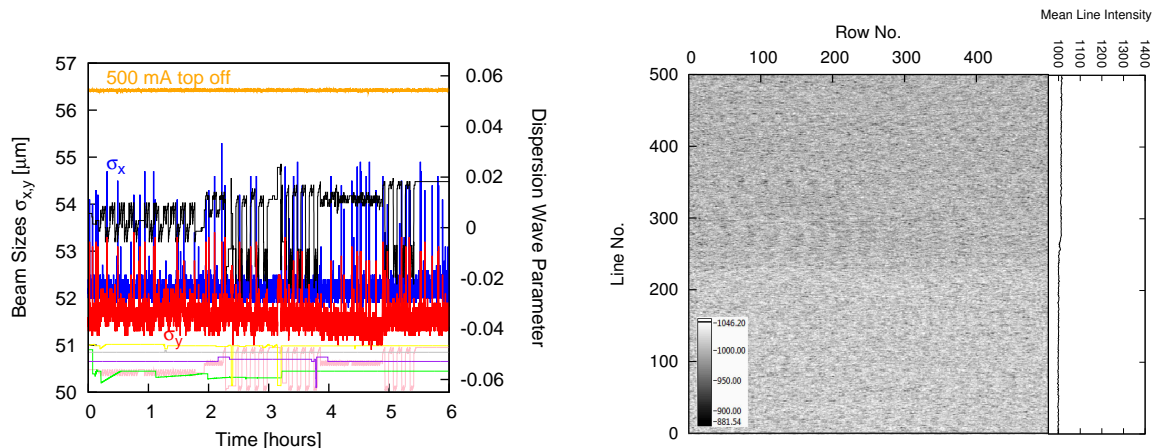 57
56
55
54
53
52
51
50
Beam Sizes σx,y [µm]
500 mA top off
σx
σy
0.06
0.04
0.02
0
-0.02
-0.04
-0.06
Dispersion Wave Parameter
0 1 2 3 4 5 6
Time [hours]
Mean Line Intensity
Row No.
0 100 200 300 400
1000 1100 1200 1300 1400
500
400
300
200
100
0
Line No.
1046.20
1000.00
950.00
900.00
881.54